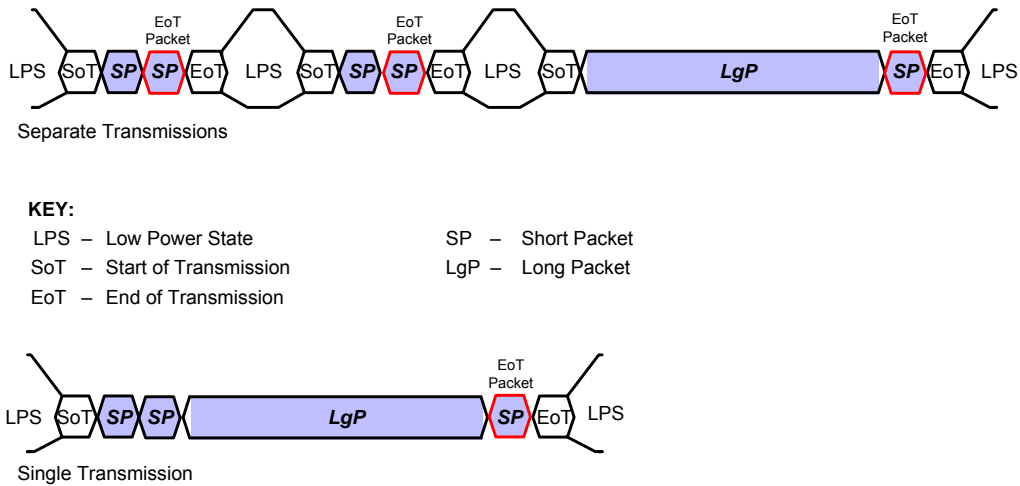 EoT Packet
EoT Packet
EoT Packet
LPS SoT SP SP EoT LPS SoT SP SP EoT LPS SoT LgP SP EoT LPS
Separate Transmissions
KEY:
LPS – Low Power State
SP – Short Packet
SoT – Start of Transmission
LgP – Long Packet
EoT – End of Transmission
EoT Packet
LPS SoT SP SP LgP SP EoT LPS
Single Transmission